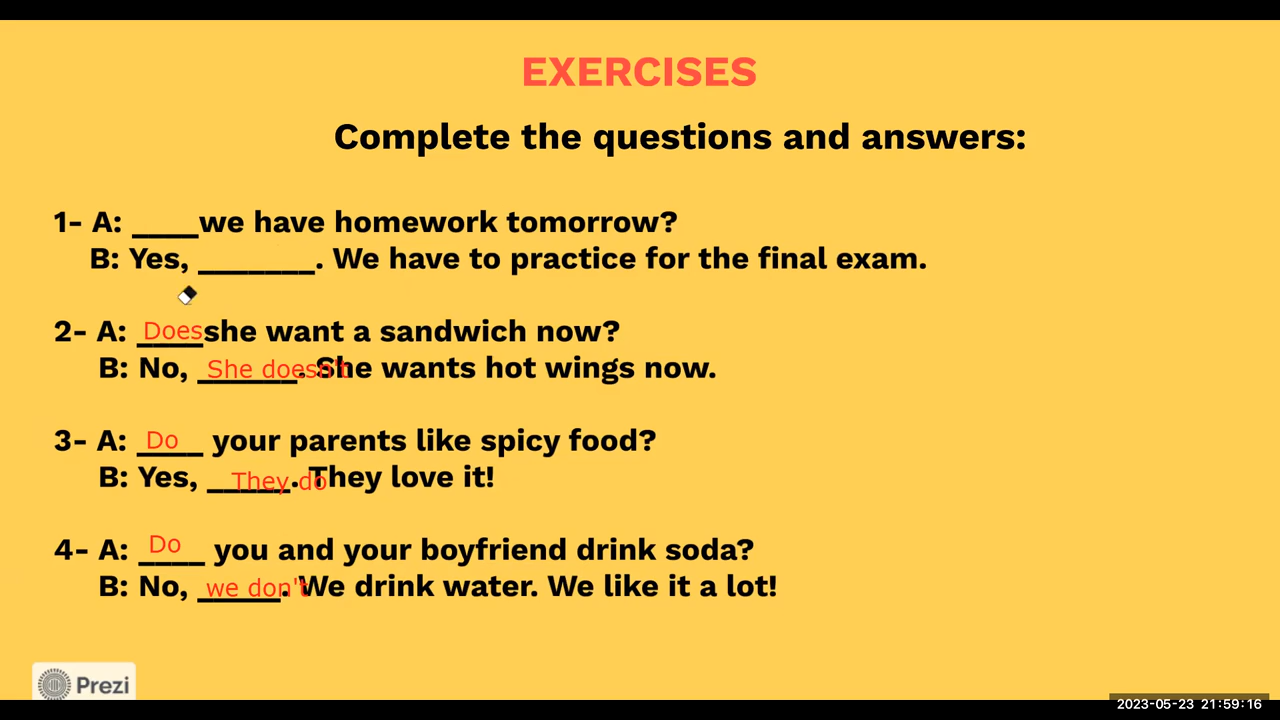 EXERCISES
Complete the questions and answers:
1- A: ____we have homework tomorrow?
B: Yes, _______. We have to practice for the final exam.
2- A: Does she want a sandwich now?
B: No, She doesn't. She wants hot wings now.
3- A: Do your parents like spicy food?
B: Yes, They do. They love it!
4- A: Do you and your boyfriend drink soda?
B: No, we don't. We drink water. We like it a lot!
Prezi
2023-05-23 21:59:16